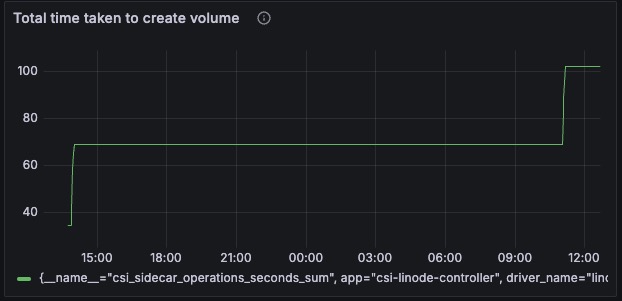 Total time taken to create volume
100
80
60
40
15:00 18:00 21:00 00:00 03:00 06:00 09:00 12:00
{__name__="csi_sidecar_operations_seconds_sum", app="csi-linode-controller", driver_name="lino